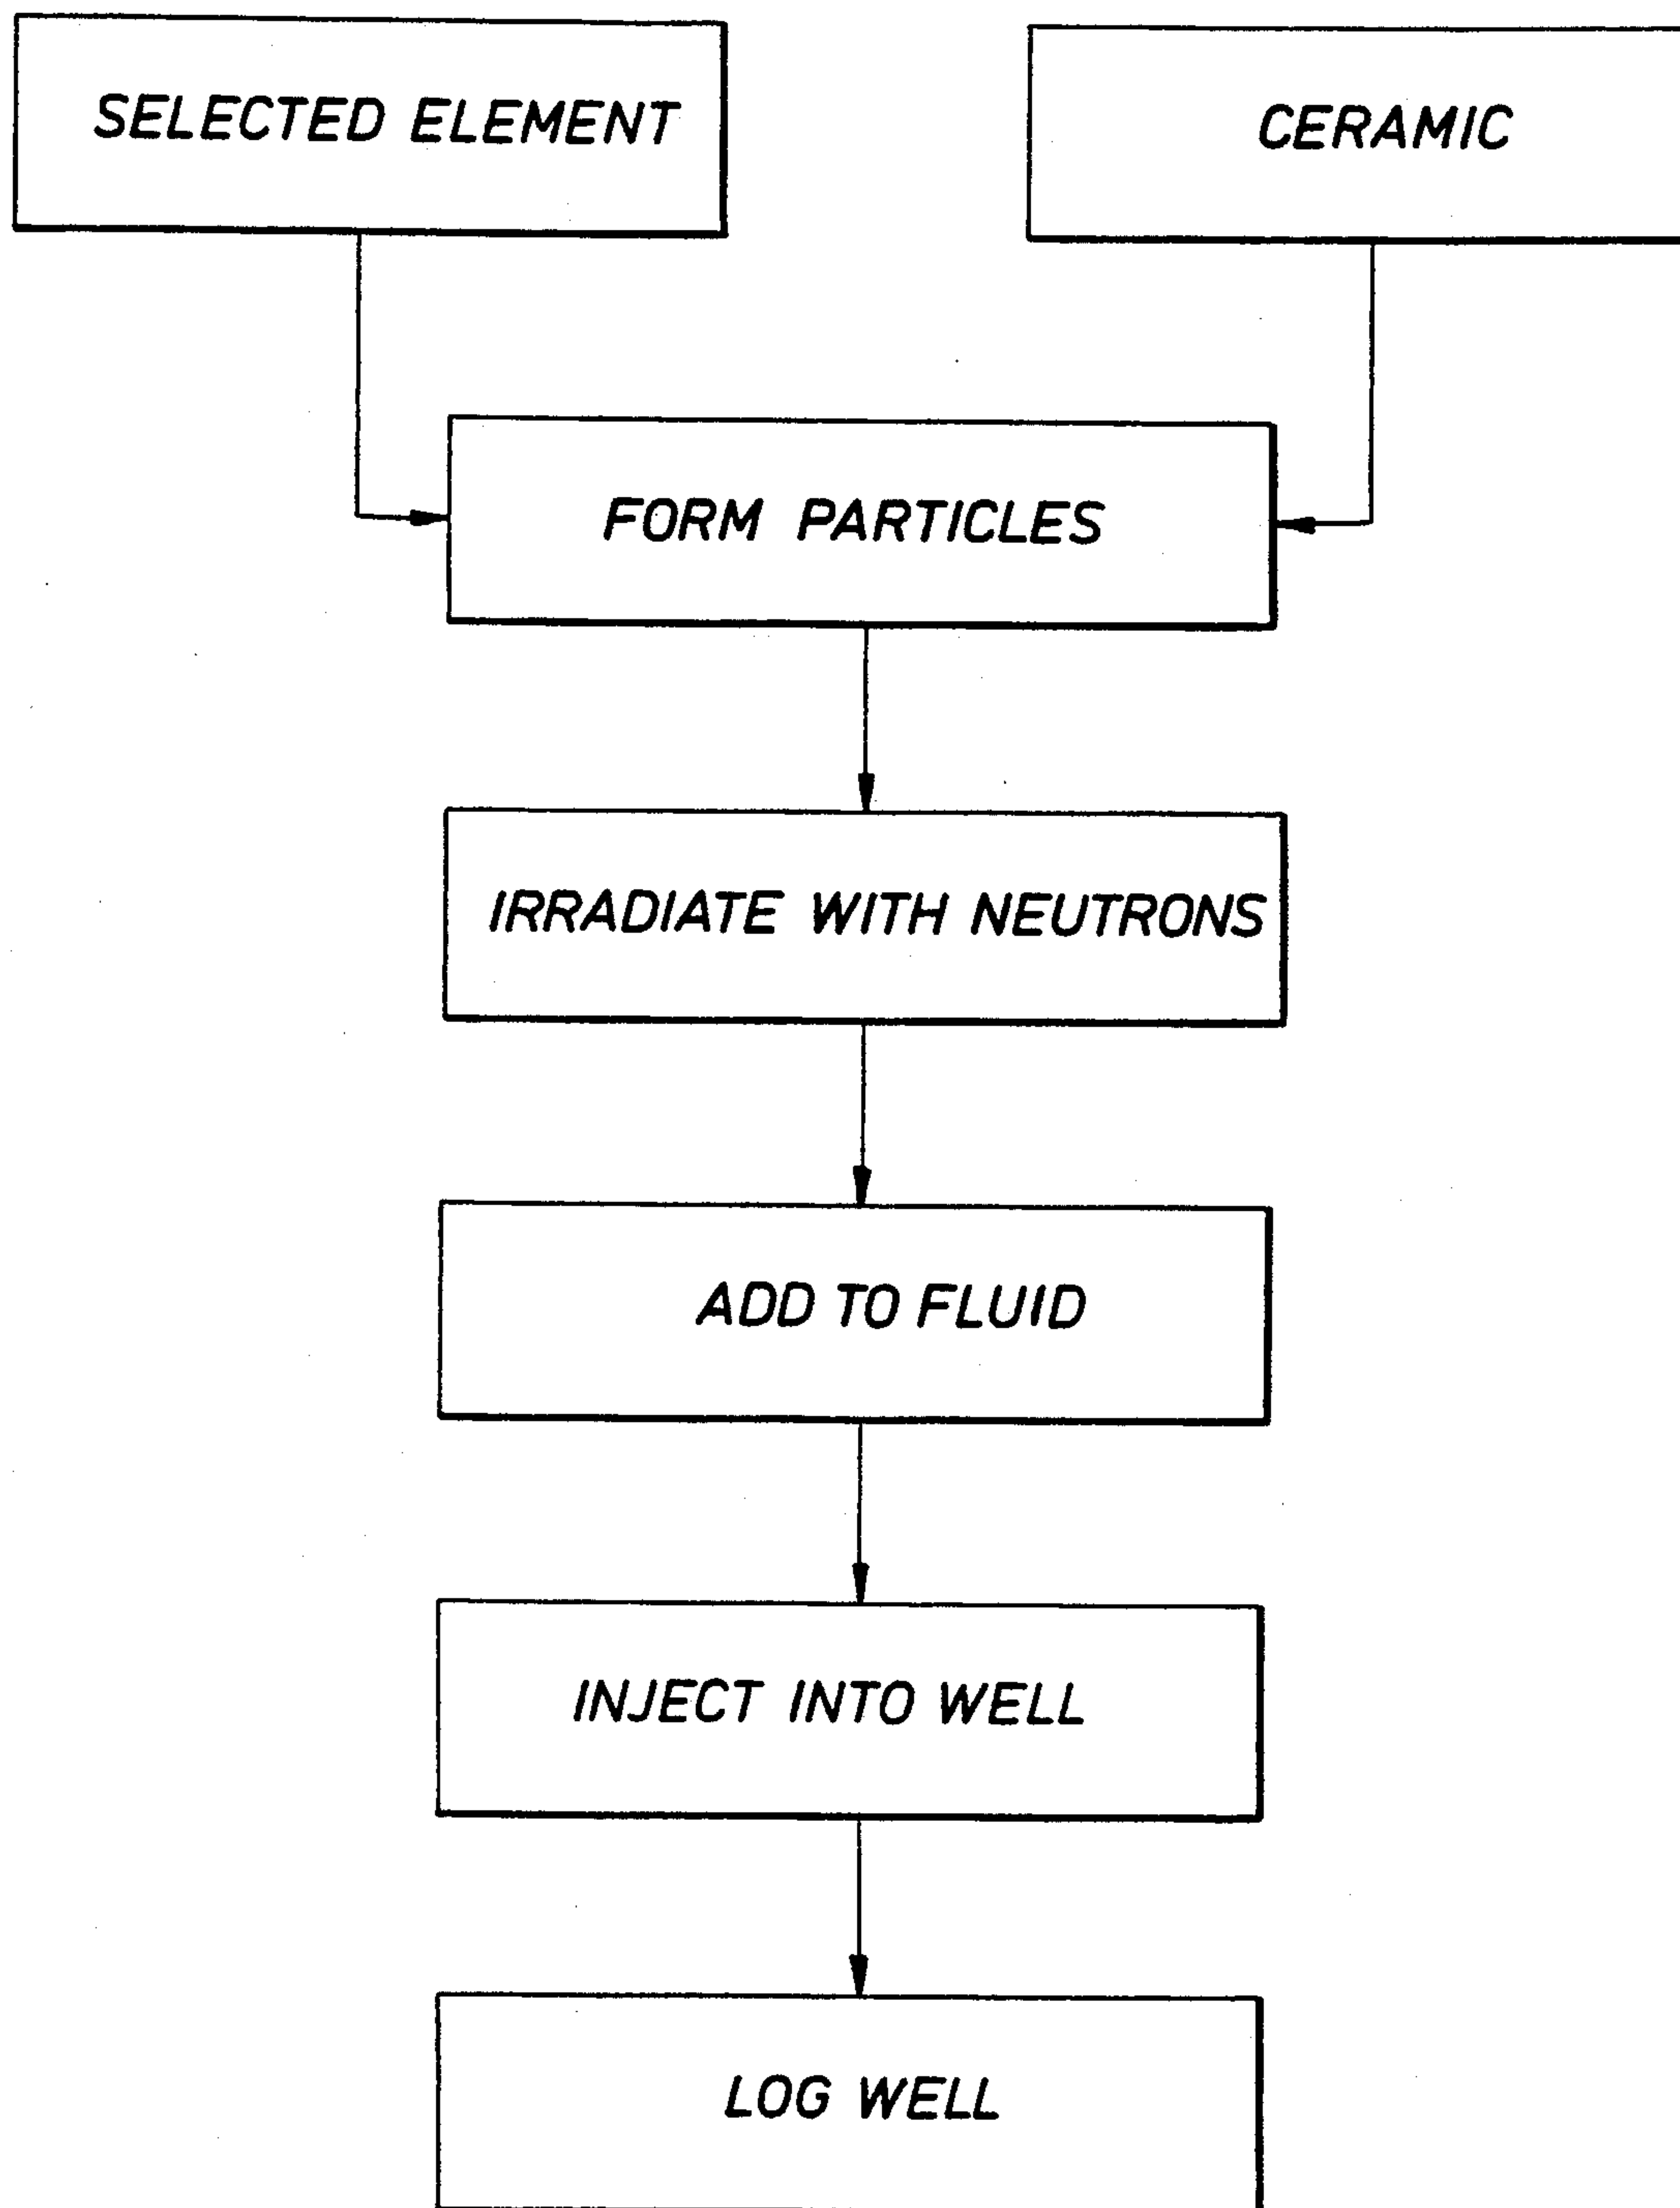 SELECTED ELEMENT
CERAMIC
FORM PARTICLES
IRRADIATE WITH NEUTRONS
ADD TO FLUID
INJECT INTO WELL
LOG WELL